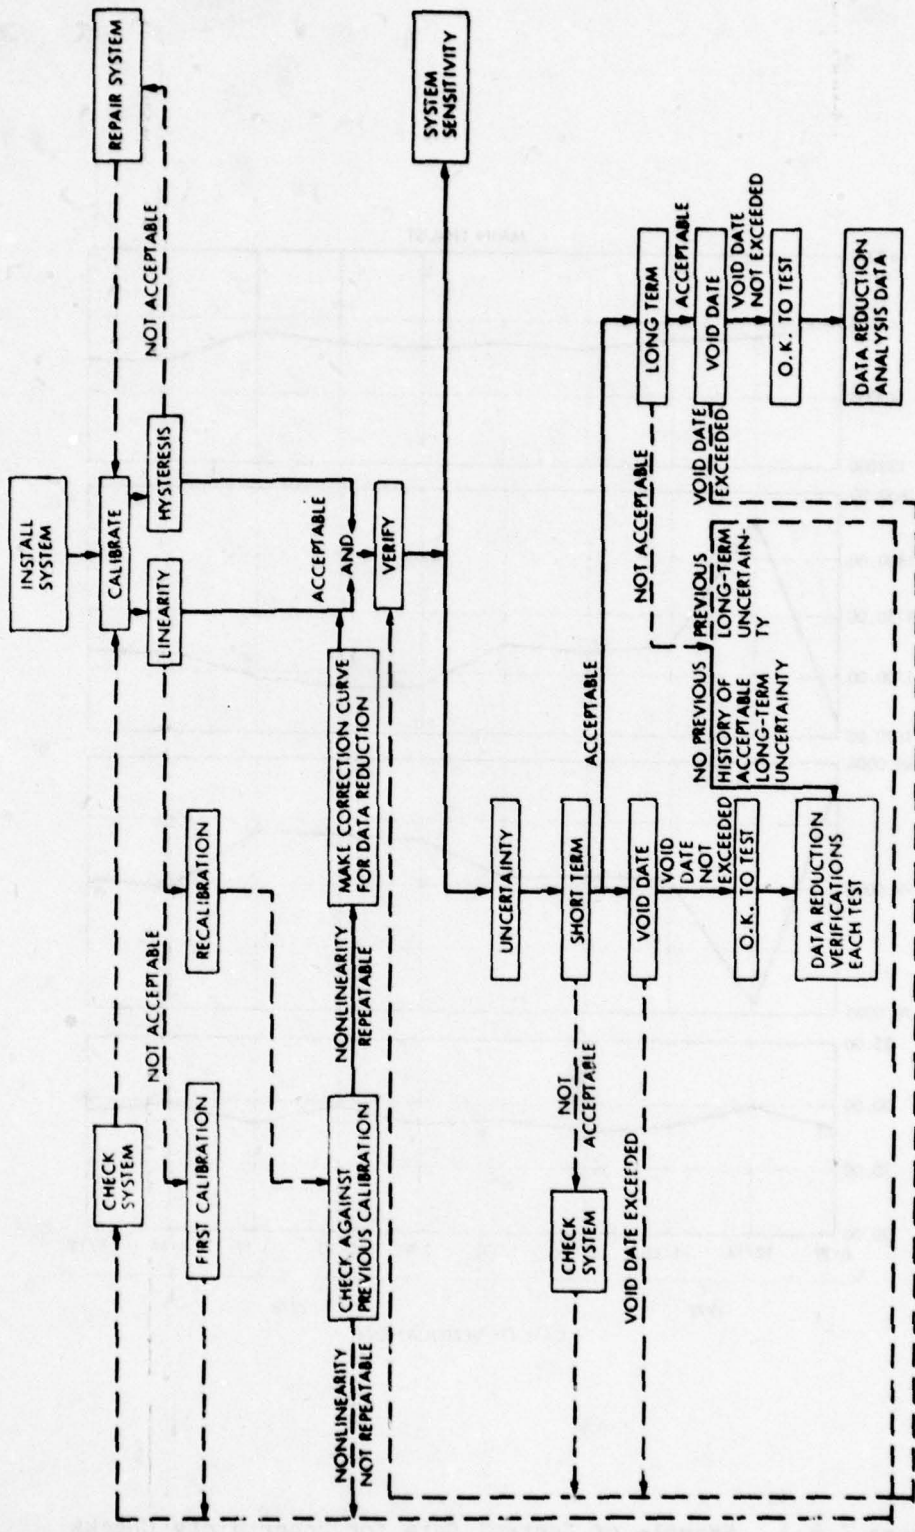 INSTALL
SYSTEM
CHECK
SYSTEM
CALIBRATE
REPAIR SYSTEM
NOT ACCEPTABLE
LINEARITY
HYSTERESIS
NOT ACCEPTABLE
FIRST CALIBRATION
RECALIBRATION
ACCEPTABLE
AND
NONLINEARITY
NOT REPEATABLE
CHECK AGAINST
PREVIOUS CALIBRATION
NONLINEARITY
REPEATABLE
MAKE CORRECTION CURVE
FOR DATA REDUCTION
VERIFY
SYSTEM
SENSITIVITY
UNCERTAINTY
SHORT TERM
NOT
ACCEPTABLE
CHECK
SYSTEM
ACCEPTABLE
LONG TERM
ACCEPTABLE
NOT ACCEPTABLE
VOID DATE EXCEEDED
VOID DATE
VOID
DATE
NOT
EXCEEDED
VOID DATE
VOID DATE
EXCEEDED
VOID DATE
NOT EXCEEDED
NO PREVIOUS
HISTORY OF
ACCEPTABLE
LONG-TERM
UNCERTAINTY
PREVIOUS
LONG-TERM
UNCERTAIN-
TY
O.K. TO TEST
O.K. TO TEST
DATA REDUCTION
VERIFICATIONS
EACH TEST
DATA REDUCTION
ANALYSIS DATA